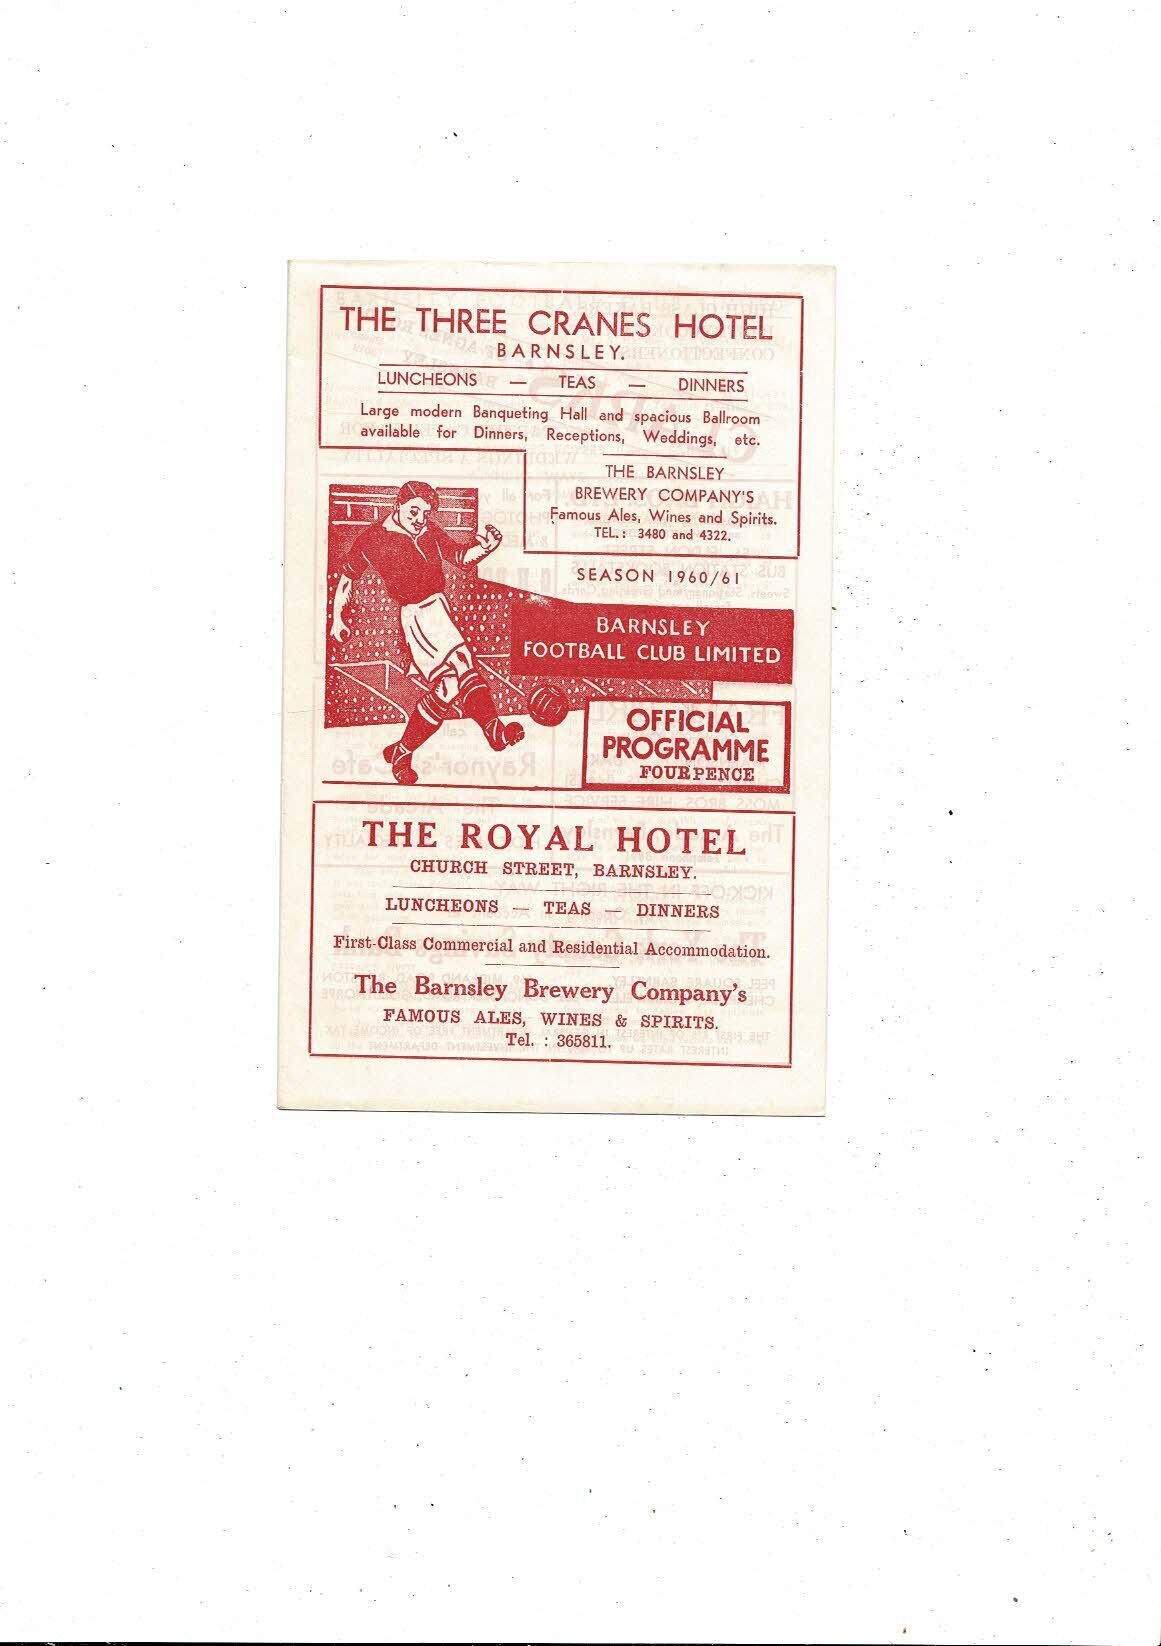 THE THREE CRANES HOTEL
BARNSLEY.
LUNCHEONS — TEAS — DINNERS
Large modern Banqueting Hall and spacious Ballroom
available for Dinners, Receptions, Weddings, etc.
THE BARNSLEY
BREWERY COMPANY'S
Famous Ales, Wines and Spirits.
TEL.: 3480 and 4322.
SEASON 1960/61
BARNSLEY
FOOTBALL CLUB LIMITED
OFFICIAL
PROGRAMME
FOURPENCE
THE ROYAL HOTEL
CHURCH STREET, BARNSLEY.
LUNCHEONS — TEAS — DINNERS
First-Class Commercial and Residential Accommodation.
The Barnsley Brewery Company's
FAMOUS ALES, WINES & SPIRITS.
Tel. : 365811.